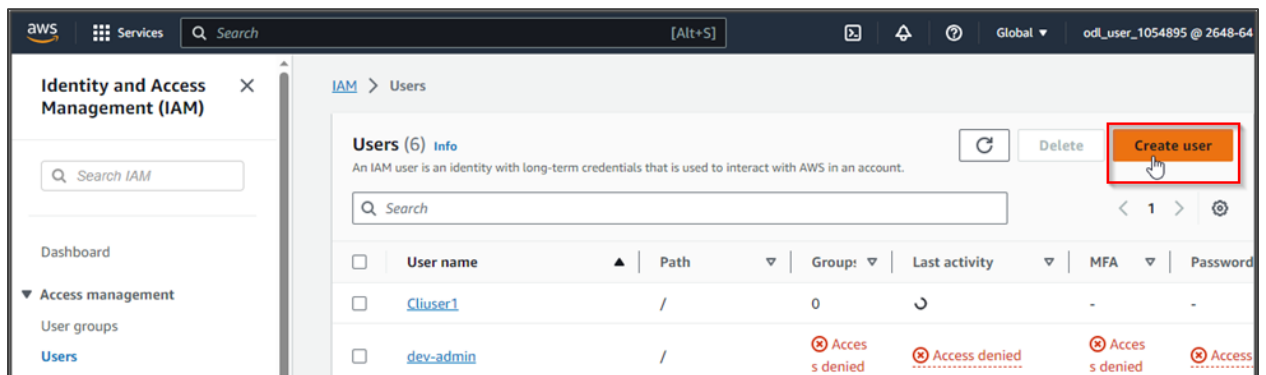 aws
Services
Search
[Alt+S]
Global
odl_user_1054895 @ 2648-64
Identity and Access
Management (IAM)
Search IAM
Dashboard
Access management
User groups
Users
IAM > Users
Users (6) Info
An IAM user is an identity with long-term credentials that is used to interact with AWS in an account.
Delete
Create user
Search
1
User name
Path
Group
Last activity
MFA
Password
Cliuser1
/
0
-
-
dev-admin
/
Acces
s denied
Access denied
Acces
s denied
Access